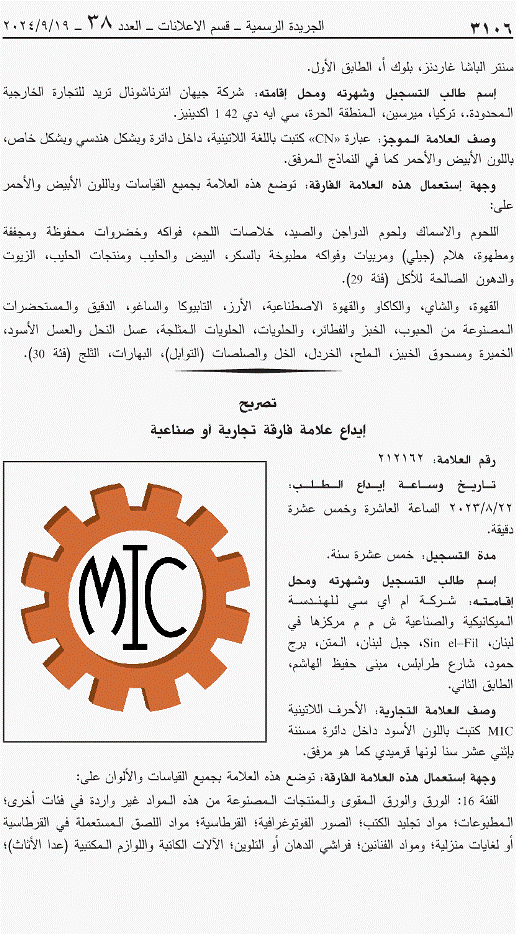 ٣١٠٦
الجريدة الرسمية ــ قسم الاعلانات ــ العدد ٣٨ ــ ٢٠٢٤/٩/١٩
سنتر الباشا غاردنز، بلوك أ، الطابق الأول.
إسم طالب التسجيل وشهرته ومحل إقامته: شركة جيهان انترناشونال تريد للتجارة الخارجية
المحدودة.، تركيا، ميرسين، المنطقة الحرة، سي ايه دي 42 1 اكدينيز.
وصف العلامة الموجز: عبارة «CN» كتبت باللغة اللاتينية، داخل دائرة وبشكل هندسي وبشكل خاص،
باللون الأبيض والأحمر كما في النماذج المرفق.
وجهة إستعمال هذه العلامة الفارقة: توضع هذه العلامة بجميع القياسات وباللون الأبيض والأحمر
على:
اللحوم والاسماك ولحوم الدواجن والصيد، خلاصات اللحم، فواكه وخضروات محفوظة ومجففة
ومطهوة، هلام (جيلي) ومربيات وفواكه مطبوخة بالسكر، البيض والحليب ومنتجات الحليب، الزيوت
والدهون الصالحة للأكل (فئة 29).
القهوة، والشاي، والكاكاو والقهوة الاصطناعية، الأرز، التابيوكا والساغو، الدقيق والمستحضرات
المصنوعة من الحبوب، الخبز والفطائر، والحلويات، الحلويات المثلجة، عسل النحل والعسل الأسود،
الخميرة ومسحوق الخبيز، الملح، الخردل، الخل والصلصات (التوابل)، البهارات، الثلج (فئة 30).
تصريح
إيداع علامة فارقة تجارية أو صناعية
رقم العلامة: ٢١٢١٦٢
تاريخ وساعة إيداع الطلب:
٢٠٢٣/٨/٢٢ الساعة العاشرة وخمس عشرة
دقيقة.
مدة التسجيل: خمس عشرة سنة.
إسم طالب التسجيل وشهرته ومحل
إقامته: شركة ام اي سي للهندسة
الميكانيكية والصناعية ش م م مركزها في
لبنان، Sin el–Fil، جبل لبنان، المتن، برج
حمود، شارع طرابلس، مبنى حفيظ الهاشم،
الطابق الثاني.
وصف العلامة التجارية: الأحرف اللاتينية
MIC كتبت باللون الأسود داخل دائرة مسننة
بإثني عشر سنا لونها قرميدي كما هو مرفق.
MIC
وجهة إستعمال هذه العلامة الفارقة: توضع هذه العلامة بجميع القياسات والألوان على:
الفئة 16: الورق والورق المقوى والمنتجات المصنوعة من هذه المواد غير واردة في فئات أخرى؛
المطبوعات؛ مواد تجليد الكتب؛ الصور الفوتوغرافية؛ القرطاسية؛ مواد اللصق المستعملة في القرطاسية
أو لغايات منزلية؛ ومواد الفنانين؛ فراشي الدهان أو التلوين؛ الآلات الكاتبة واللوازم المكتبية (عدا الأثاث)؛